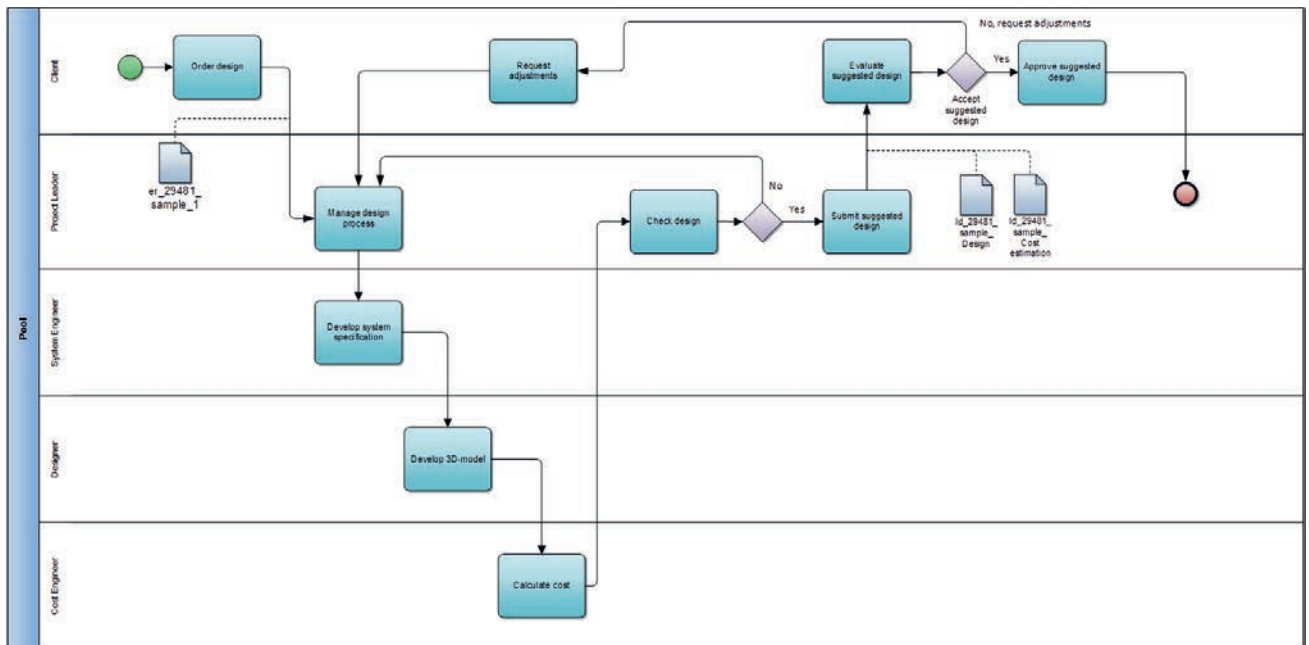 Pool
Client
Order design
Request
adjustments
Evaluate
suggested design
No, request adjustments
Yes
Accept
suggested
design
Approve suggested
design
er_29481_
sample_1
Project Leader
Manage design
process
Check design
No
Yes
Submit suggested
design
ld_29481_
sample_
Design
ld_29481_
sample_
Cost
estimation
System Engineer
Develop system
specification
Designer
Develop 3D-model
Cost Engineer
Calculate cost